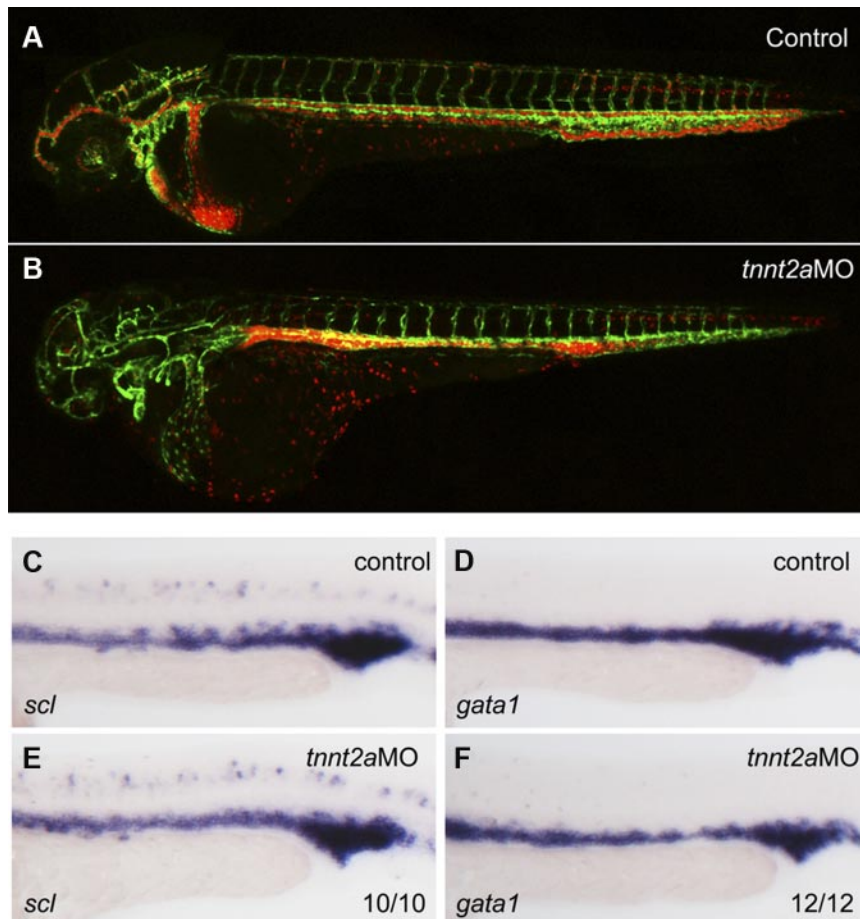 A
Control
B
tnnt2aMO
C
control
scl
D
control
gata1
E
tnnt2aMO
scl
10/10
F
tnnt2aMO
gata1
12/12